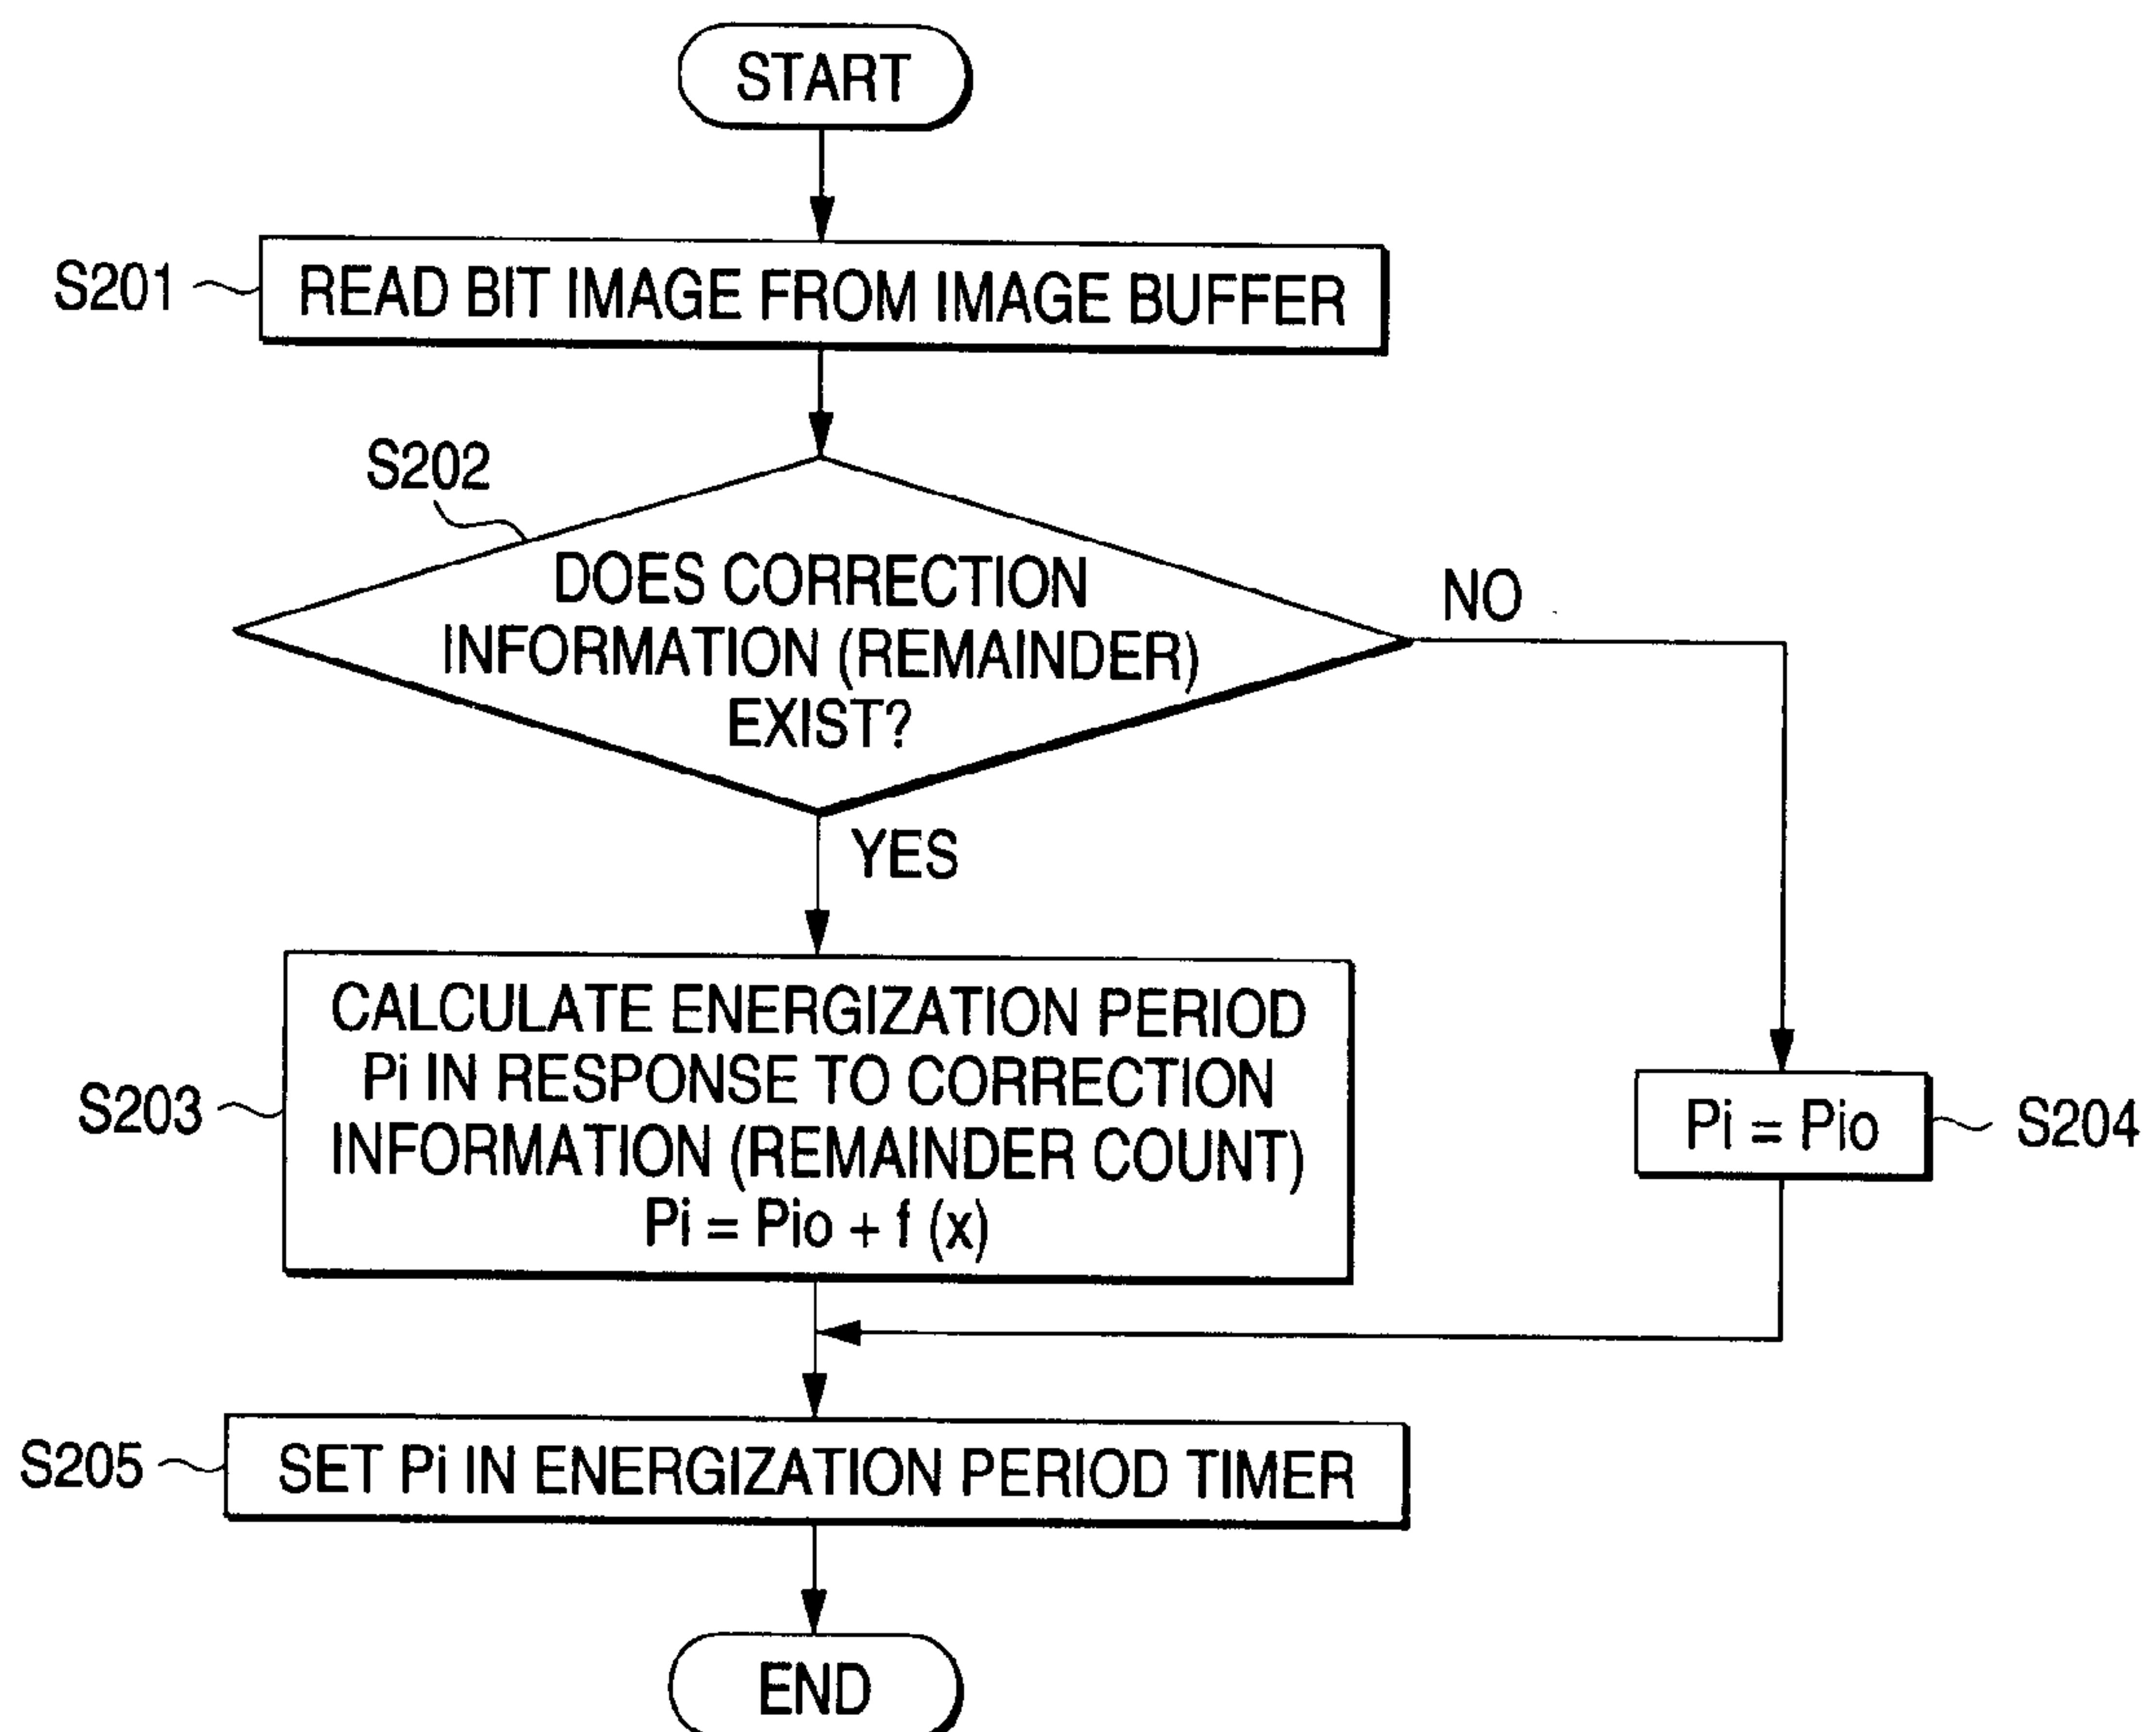 START
S201
READ BIT IMAGE FROM IMAGE BUFFER
S202
DOES CORRECTION
INFORMATION (REMAINDER)
EXIST?
NO
YES
S203
CALCULATE ENERGIZATION PERIOD
Pi IN RESPONSE TO CORRECTION
INFORMATION (REMAINDER COUNT)
Pi = Pio + f (x)
Pi = Pio
S204
S205
SET Pi IN ENERGIZATION PERIOD TIMER
END